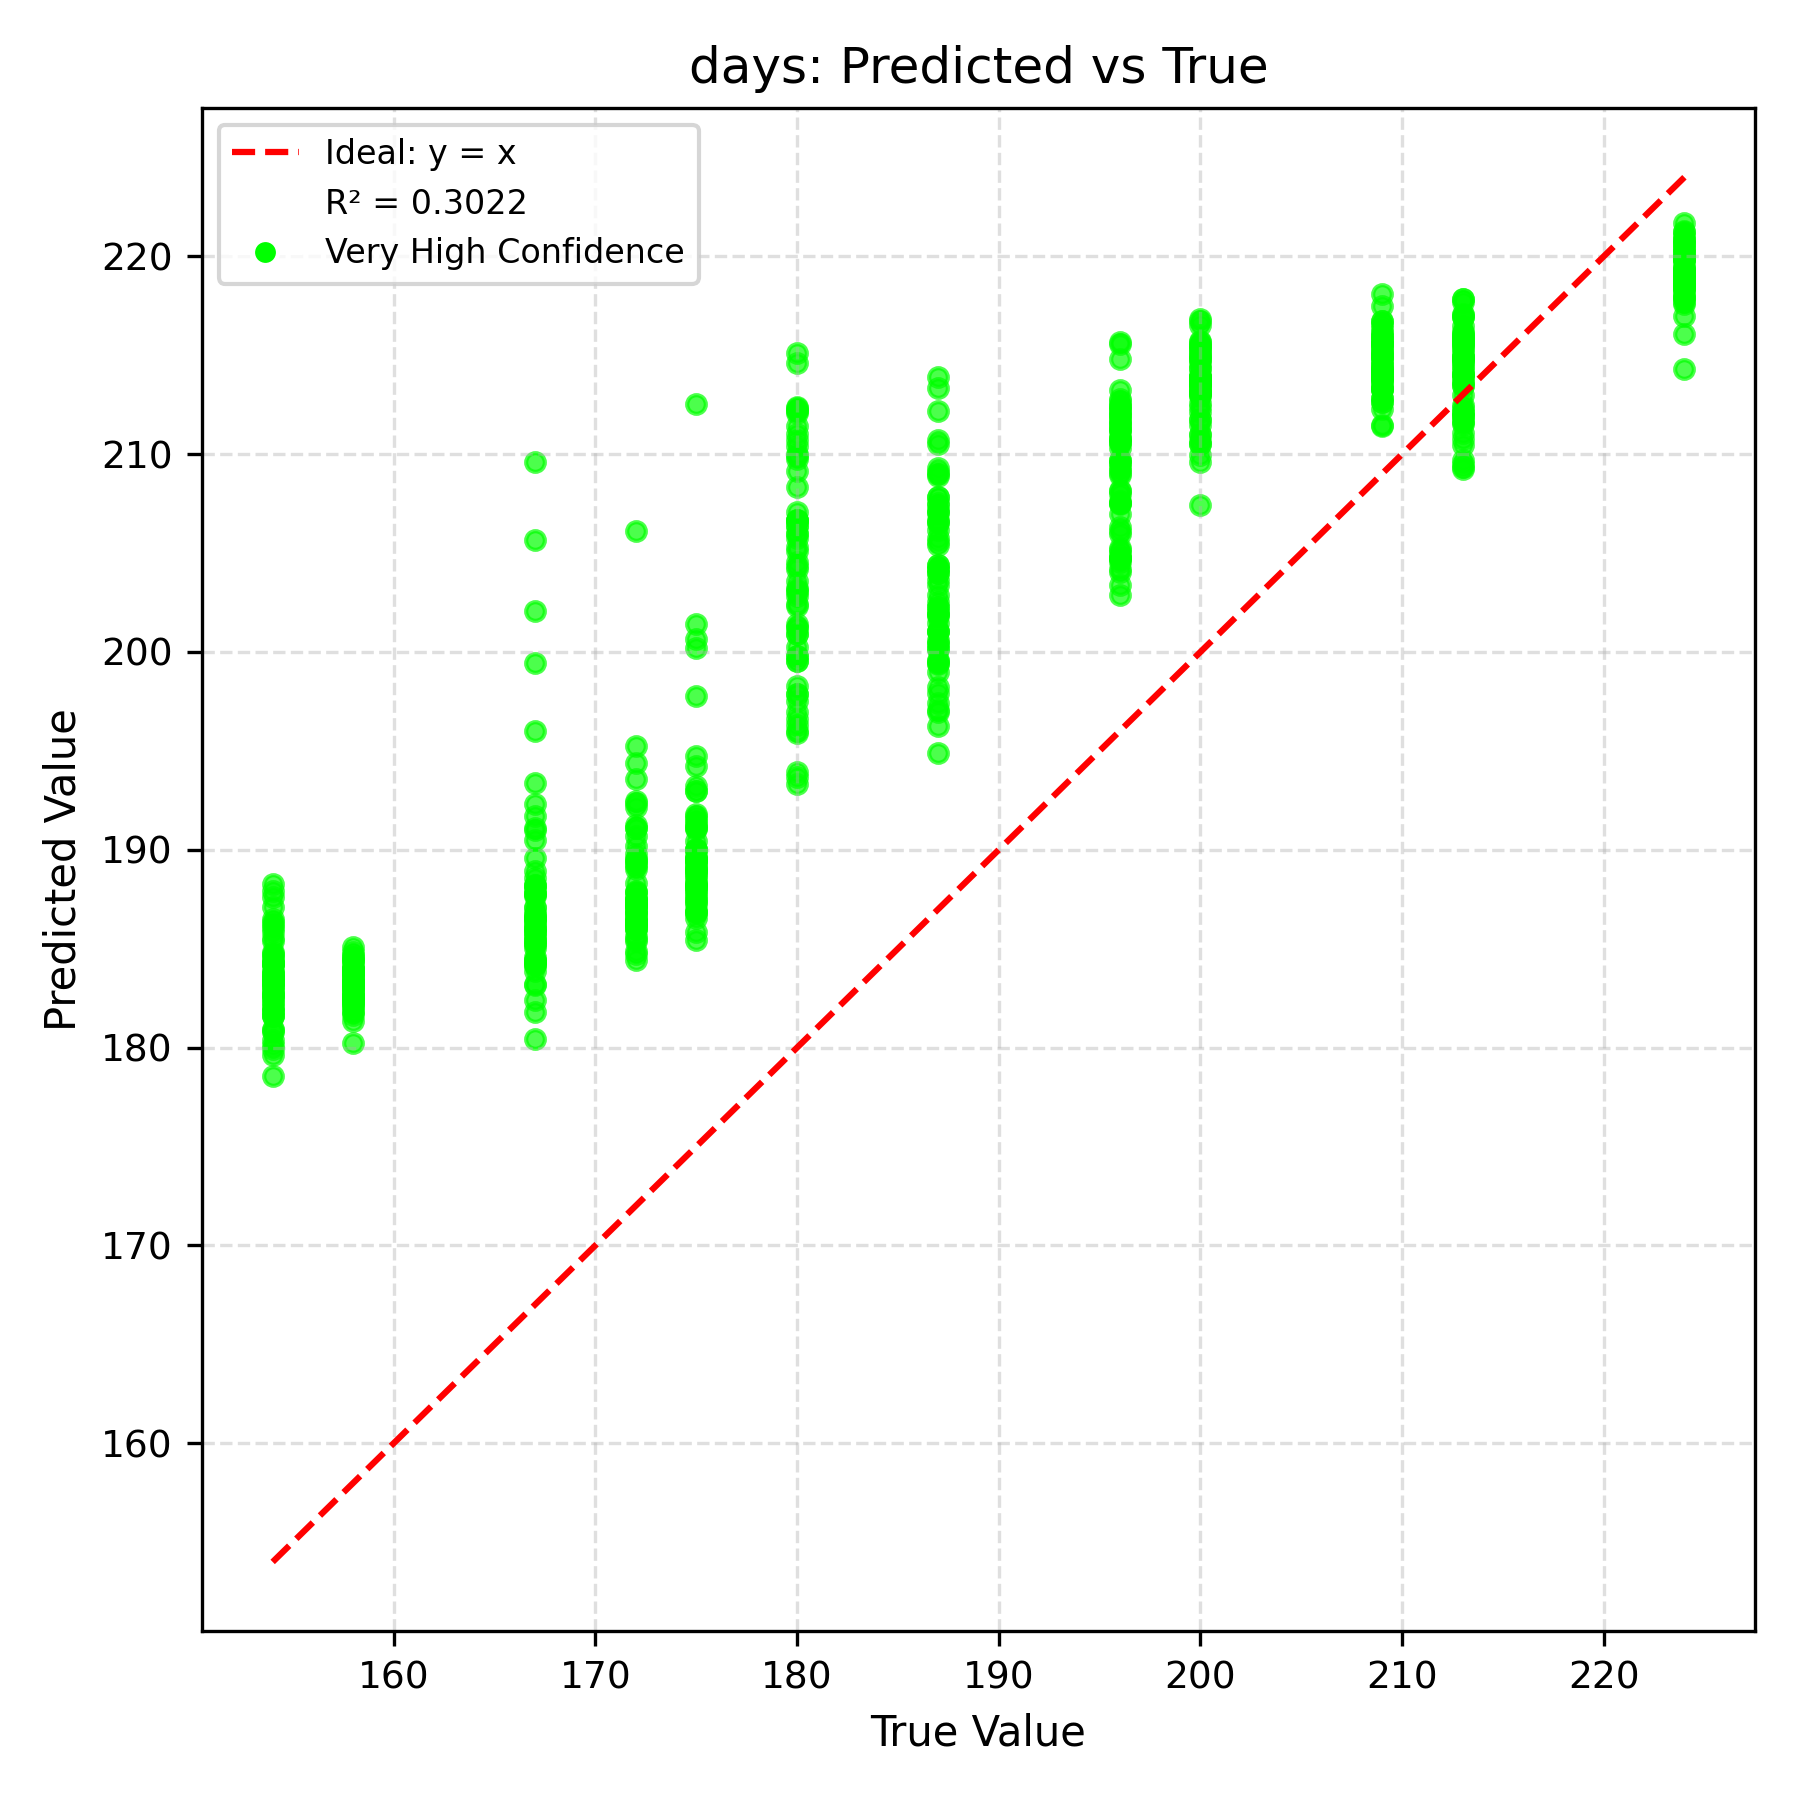 days: Predicted vs True
Ideal: y = x
R² = 0.3022
Very High Confidence
220
210
200
190
180
170
160
Predicted Value
160 170 180 190 200 210 220
True Value